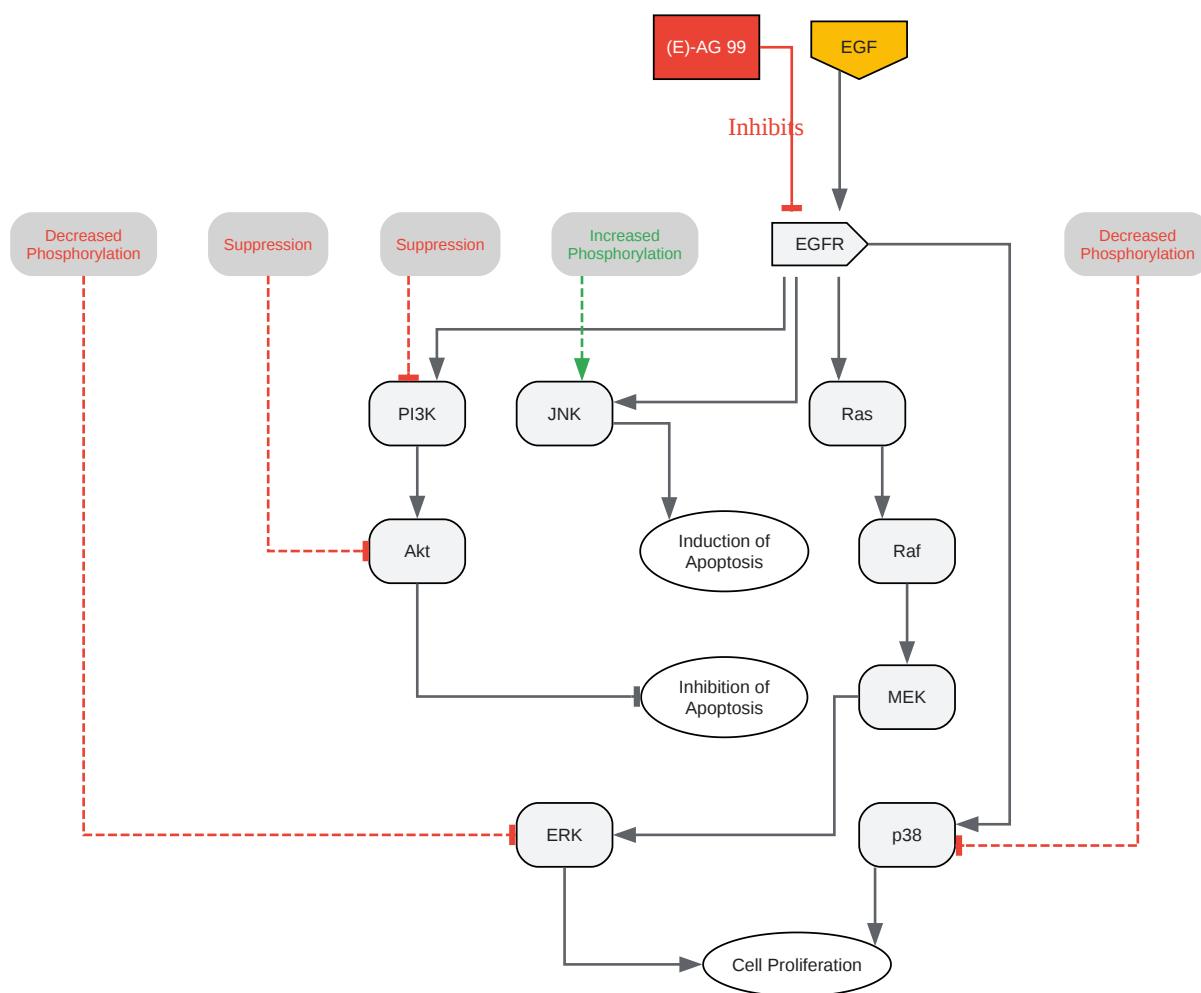 (E)-AG 99
EGF
Inhibits
Decreased
Phosphorylation
Suppression
Suppression
Increased
Phosphorylation
EGFR
Decreased
Phosphorylation
PI3K
JNK
Ras
Akt
Induction of
Apoptosis
Raf
Inhibition of
Apoptosis
MEK
ERK
p38
Cell Proliferation